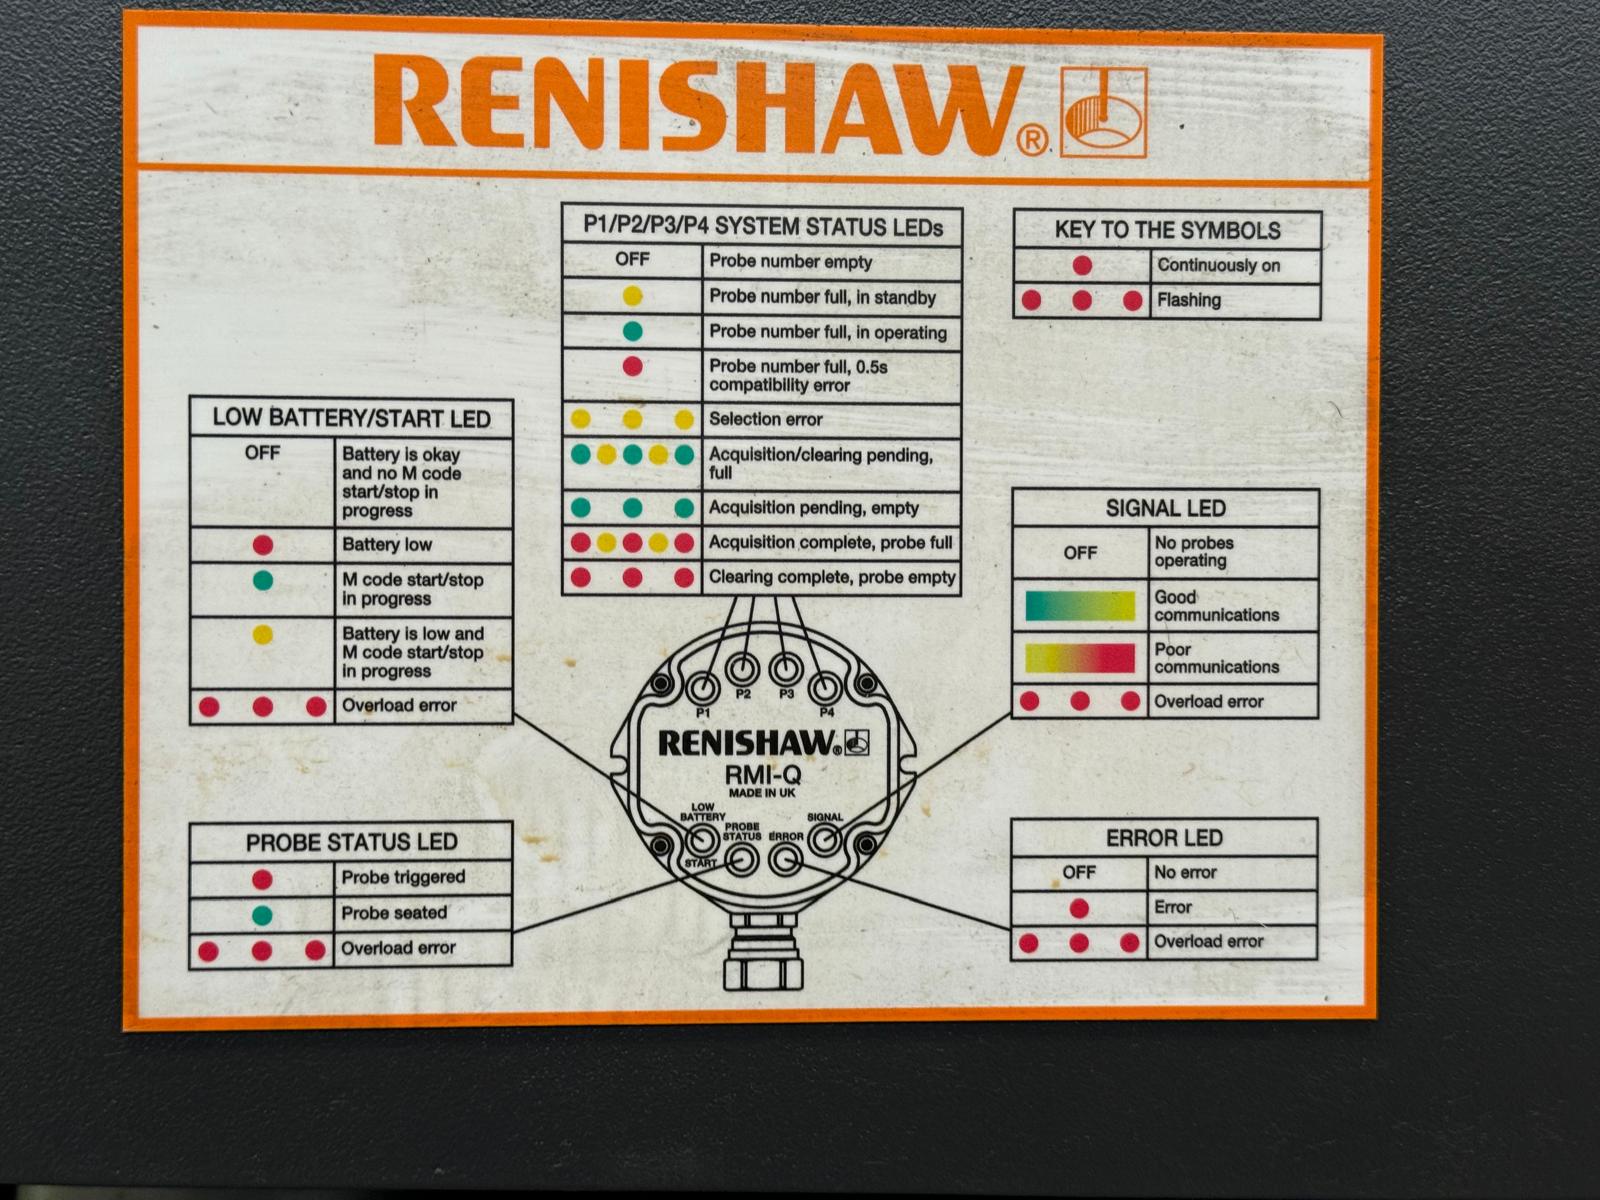 RENISHAW®
P1/P2/P3/P4 SYSTEM STATUS LEDs
OFF Probe number empty
Probe number full, in standby
Probe number full, in operating
Probe number full, 0.5s
compatibility error
Selection error
Acquisition/clearing pending,
full
Acquisition pending, empty
Acquisition complete, probe full
Clearing complete, probe empty
KEY TO THE SYMBOLS
Continuously on
Flashing
LOW BATTERY/START LED
OFF Battery is okay
and no M code
start/stop in
progress
Battery low
M code start/stop
in progress
Battery is low and
M code start/stop
in progress
Overload error
SIGNAL LED
OFF No probes
operating
Good
communications
Poor
communications
Overload error
P1 P2 P3 P4
RENISHAW®
RMI-Q
MADE IN UK
LOW
BATTERY
START
PROBE
STATUS
ERROR
SIGNAL
PROBE STATUS LED
Probe triggered
Probe seated
Overload error
ERROR LED
OFF No error
Error
Overload error